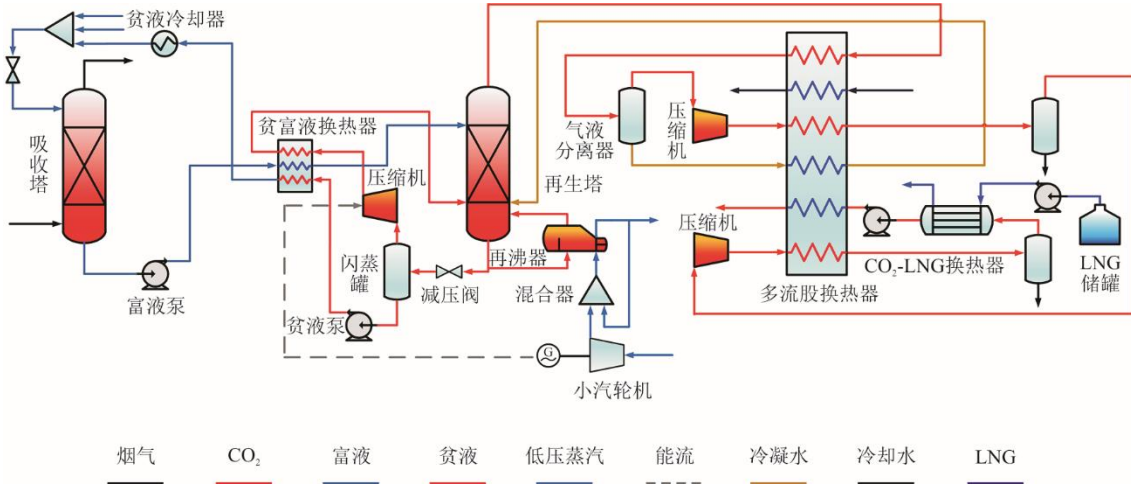 贫液冷却器
吸收塔
富液泵
贫富液换热器
压缩机
闪蒸罐
贫液泵
减压阀
再生塔
再沸器
混合器
G
小汽轮机
气液分离器
压缩机
压缩机
多流股换热器
CO₂-LNG换热器
LNG储罐
烟气
CO₂
富液
贫液
低压蒸汽
能流
冷凝水
冷却水
LNG